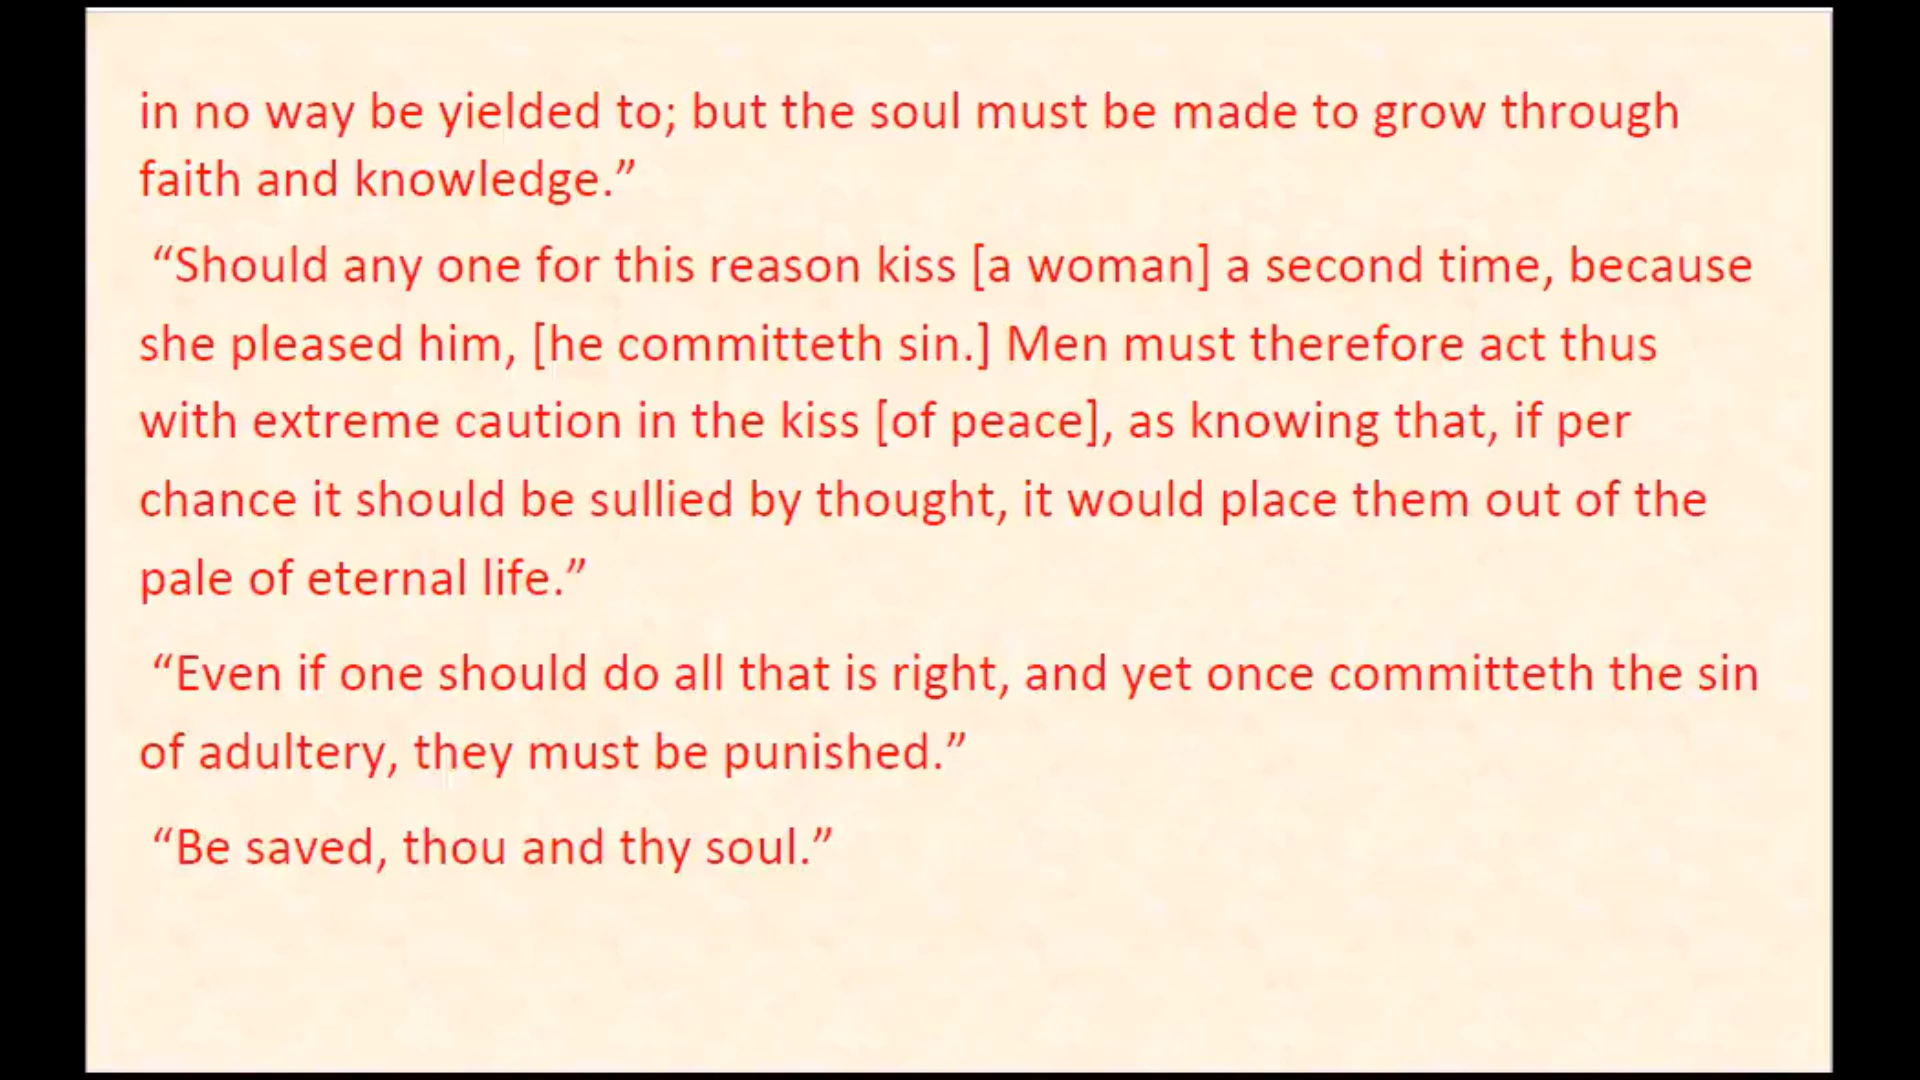 in no way be yielded to; but the soul must be made to grow through
faith and knowledge.”
“Should any one for this reason kiss [a woman] a second time, because
she pleased him, [he committeth sin.] Men must therefore act thus
with extreme caution in the kiss [of peace], as knowing that, if per
chance it should be sullied by thought, it would place them out of the
pale of eternal life.”
“Even if one should do all that is right, and yet once committeth the sin
of adultery, they must be punished.”
“Be saved, thou and thy soul.”